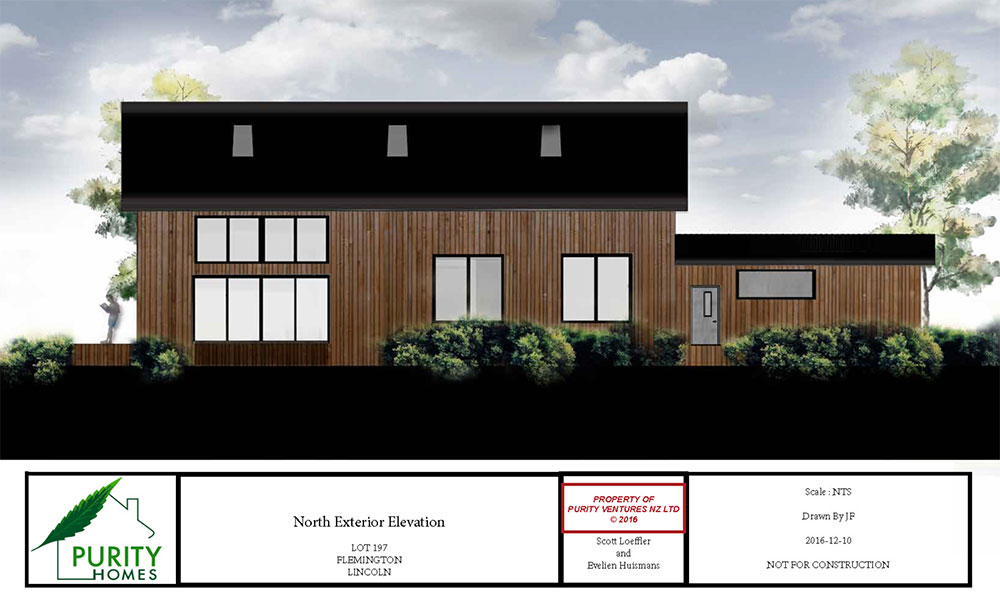 PURITY
HOMES
North Exterior Elevation
LOT 197
FLEMINGTON
LINCOLN
PROPERTY OF
PURITY VENTURES NZ LTD
© 2016
Scott Loeffler
and
Evelien Huismans
Scale : NTS
Drawn By JF
2016-12-10
NOT FOR CONSTRUCTION